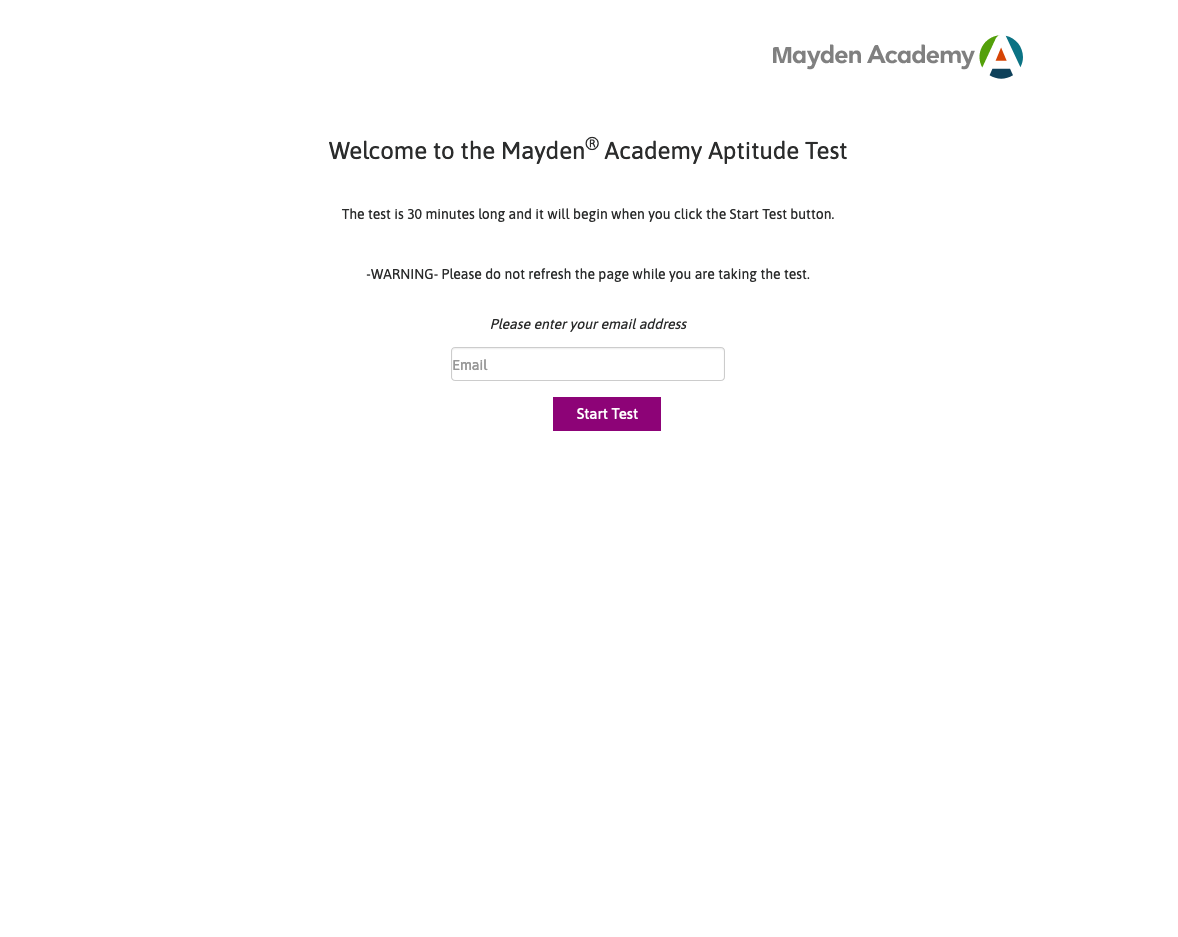 Mayden Academy
Welcome to the Mayden® Academy Aptitude Test
The test is 30 minutes long and it will begin when you click the Start Test button.
-WARNING- Please do not refresh the page while you are taking the test.
Please enter your email address
Email
Start Test